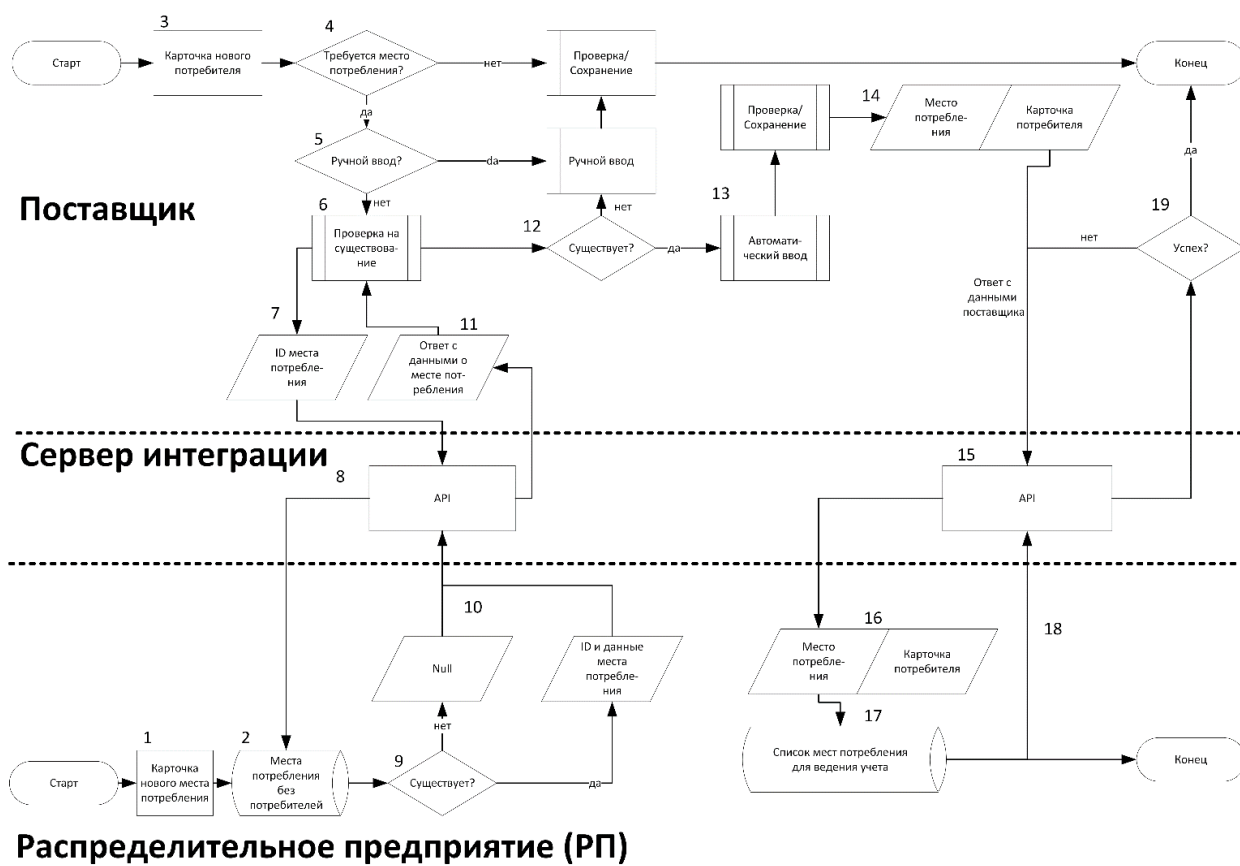 3
4
Старт
Карточка нового
потребителя
Требуется место
потребления?
нет
Проверка/
Сохранение
Конец
да
5
Ручной ввод?
da
Ручной ввод
Проверка/
Сохранение
14
Место
потребле-
ния
Карточка
потребителя
да
Поставщик
нет
6
Проверка на
существова-
ние
12
нет
Существует?
да
13
Автомати-
ческий ввод
нет
19
Успех?
Ответ с
данными
поставщика
7
ID места
потребле-
ния
11
Ответ с
данными о
месте пот-
ребления
Сервер интеграции
8
API
15
API
10
Null
ID и данные
места
потребле-
ния
16
Место
потребле-
ния
Карточка
потребителя
18
нет
17
1
2
9
Старт
Карточка
нового места
потребления
Места
потребления
без
потребителей
Существует?
да
Список мест потребления
для ведения учета
Конец
Распределительное предприятие (РП)